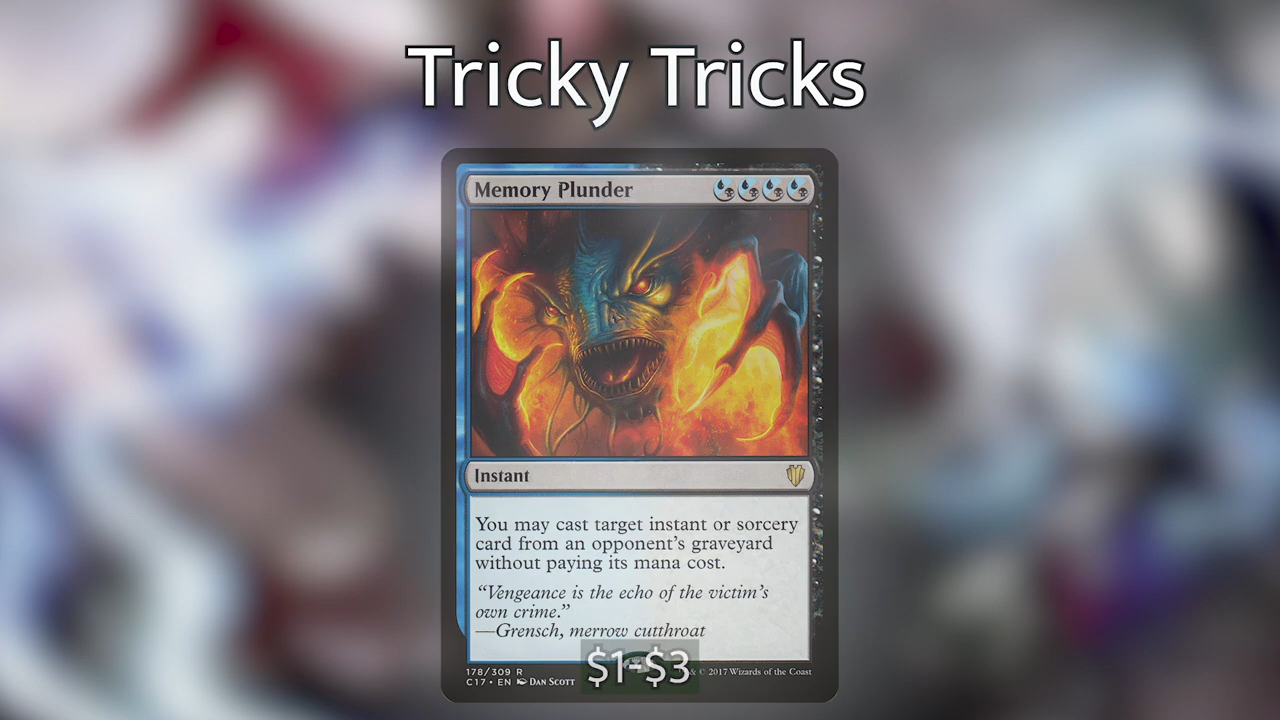 Tricky Tricks
Memory Plunder
Instant
You may cast target instant or sorcery
card from an opponent's graveyard
without paying its mana cost.
"Vengeance is the echo of the victim's
own crime."
—Grensch, merrow cutthroat
$1-$3
178/309 R
C17 • EN Dan Scott
& © 2017 Wizards of the Coast